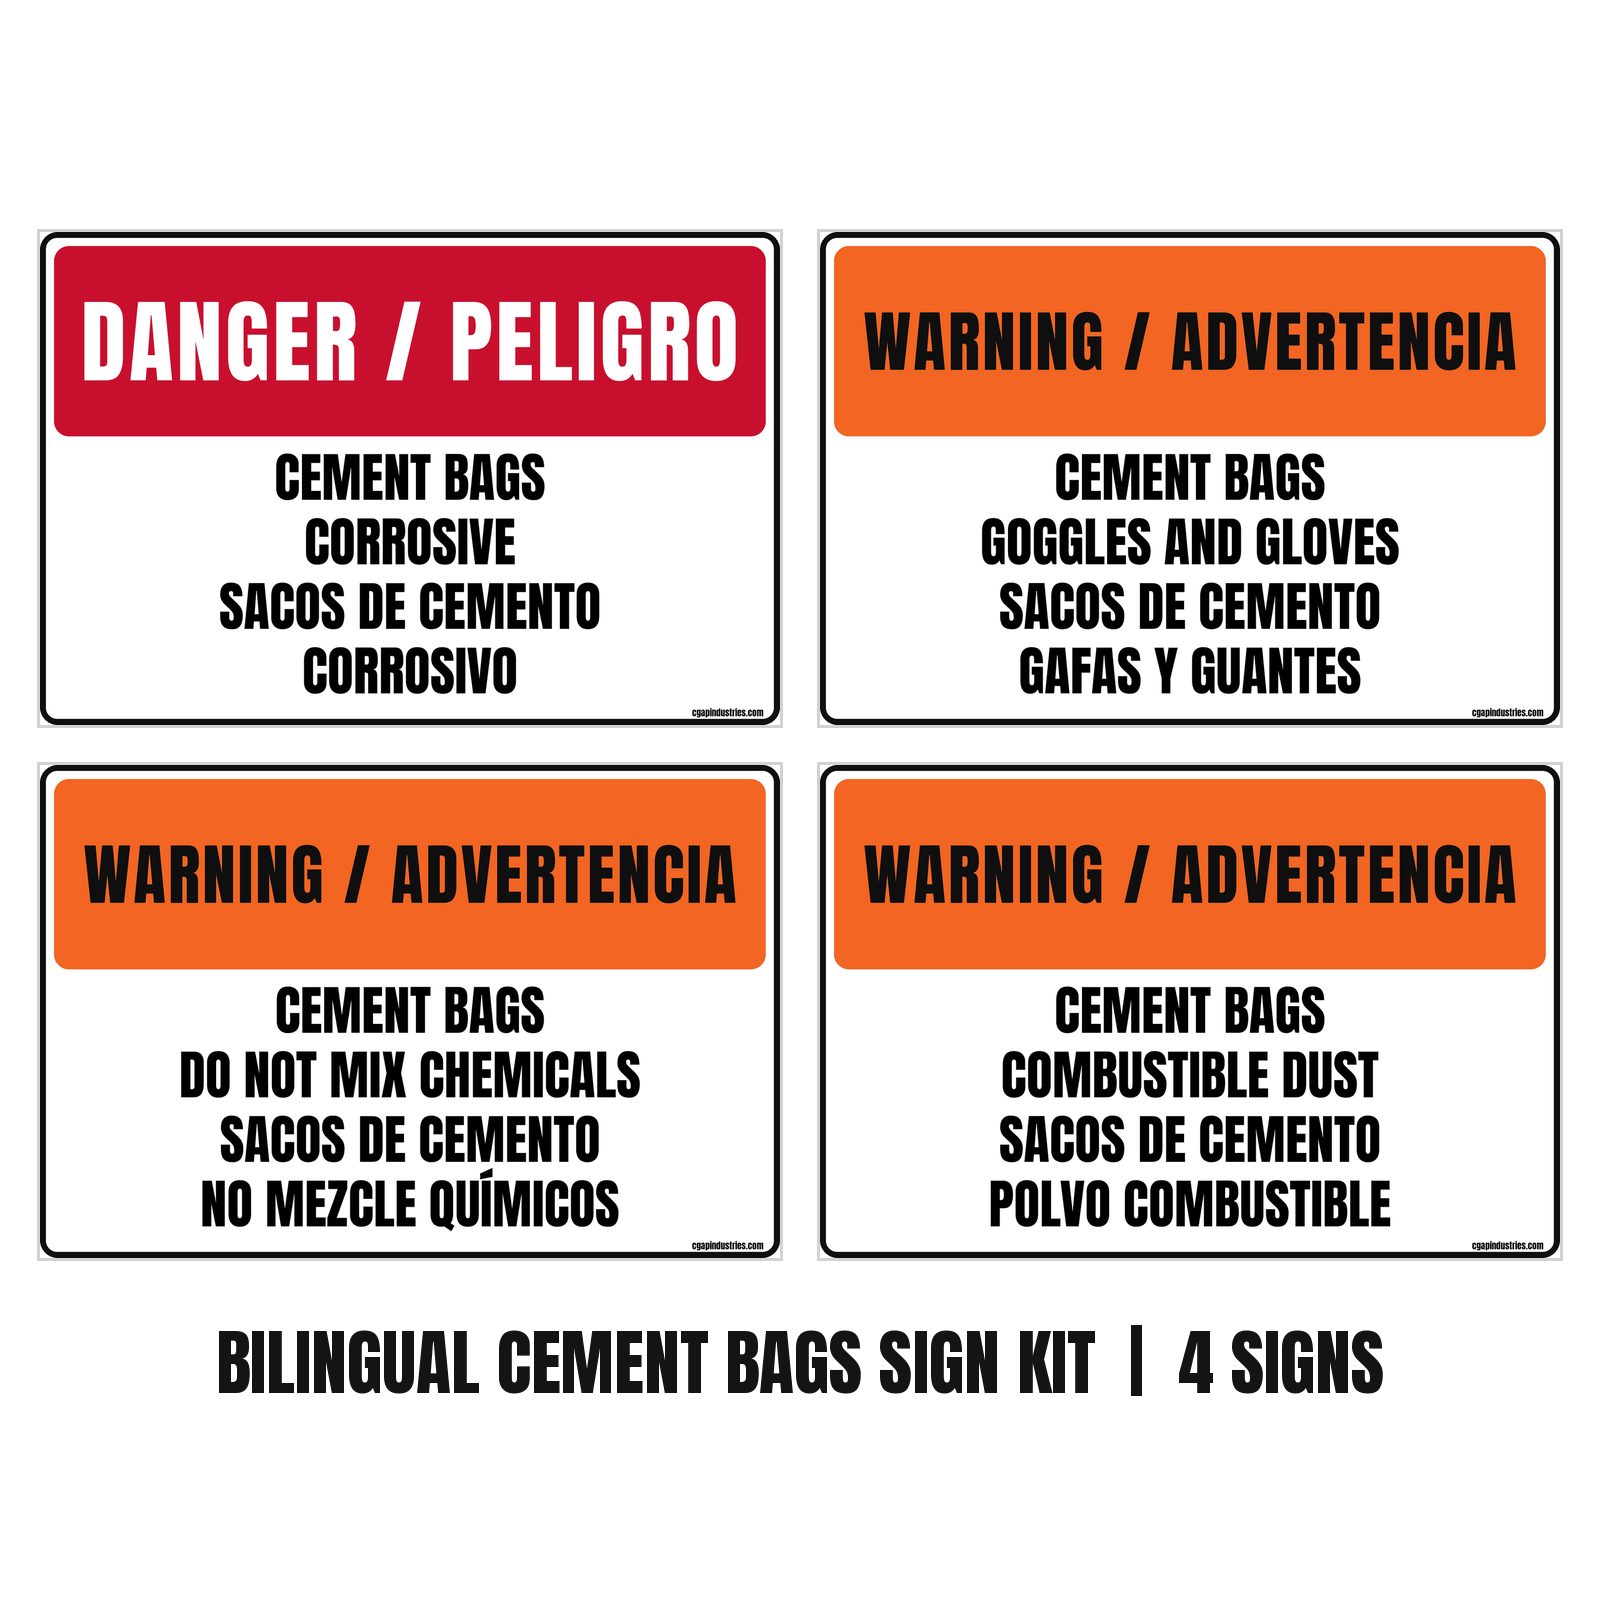 DANGER / PELIGRO
CEMENT BAGS
CORROSIVE
SACOS DE CEMENTO
CORROSIVO
cgapindustries.com
WARNING / ADVERTENCIA
CEMENT BAGS
GOGGLES AND GLOVES
SACOS DE CEMENTO
GAFAS Y GUANTES
cgapindustries.com
WARNING / ADVERTENCIA
CEMENT BAGS
DO NOT MIX CHEMICALS
SACOS DE CEMENTO
NO MEZCLE QUÍMICOS
cgapindustries.com
WARNING / ADVERTENCIA
CEMENT BAGS
COMBUSTIBLE DUST
SACOS DE CEMENTO
POLVO COMBUSTIBLE
cgapindustries.com
BILINGUAL CEMENT BAGS SIGN KIT | 4 SIGNS